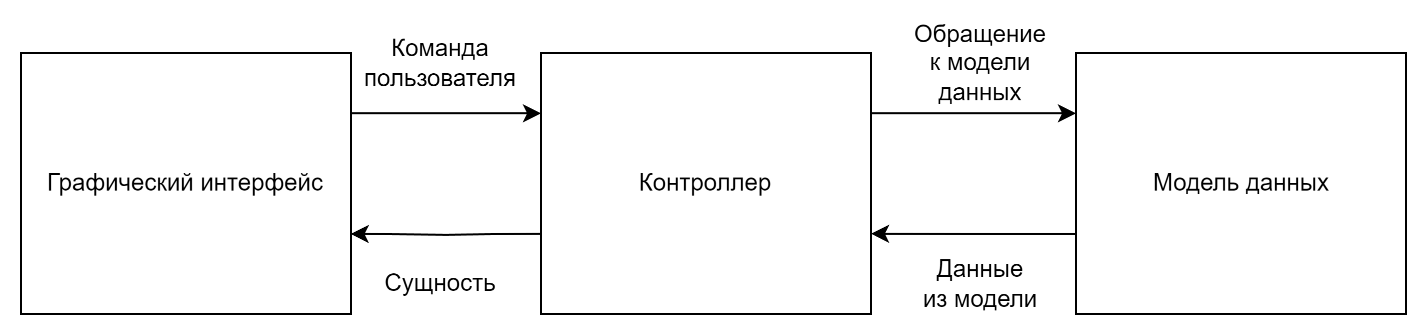 Графический интерфейс
Команда
пользователя
Сущность
Контроллер
Обращение
к модели
данных
Данные
из модели
Модель данных